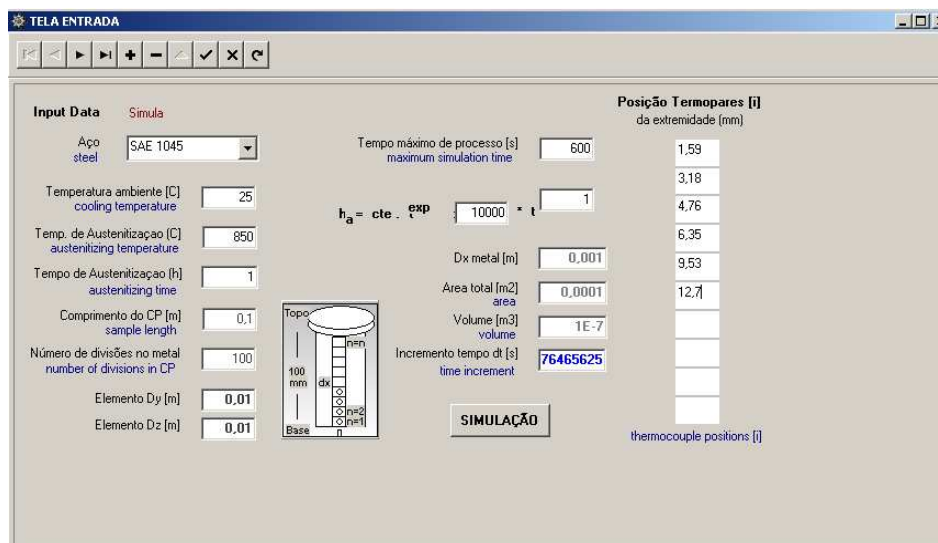 TELA ENTRADA
Input Data Simula
Aço
steel
SAE 1045
Temperatura ambiente [C]
cooling temperature
25
Temp. de Austenitizaçao (C)
austenitizing temperature
850
Tempo de Austenitizaçao (h)
austenitizing time
1
Comprimento do CP [m]
sample length
0,1
Número de divisões no metal
number of divisions in CP
100
Elemento Dy [m]
0,01
Elemento Dz [m]
0,01
Topo
n=n
100
mm
dx
n=2
n=1
Base
n
Tempo máximo de processo [s]
maximum simulation time
600
ha = cte . exp 10000 * t 1
Dx metal [m]
0,001
Area total [m2]
area
0,0001
Volume [m3]
volume
1E-7
Incremento tempo dt [s]
time increment
76465625
SIMULAÇÃO
Posição Termopares [i]
da extremidade (mm)
1,59
3,18
4,76
6,35
9,53
12,7
thermocouple positions [i]